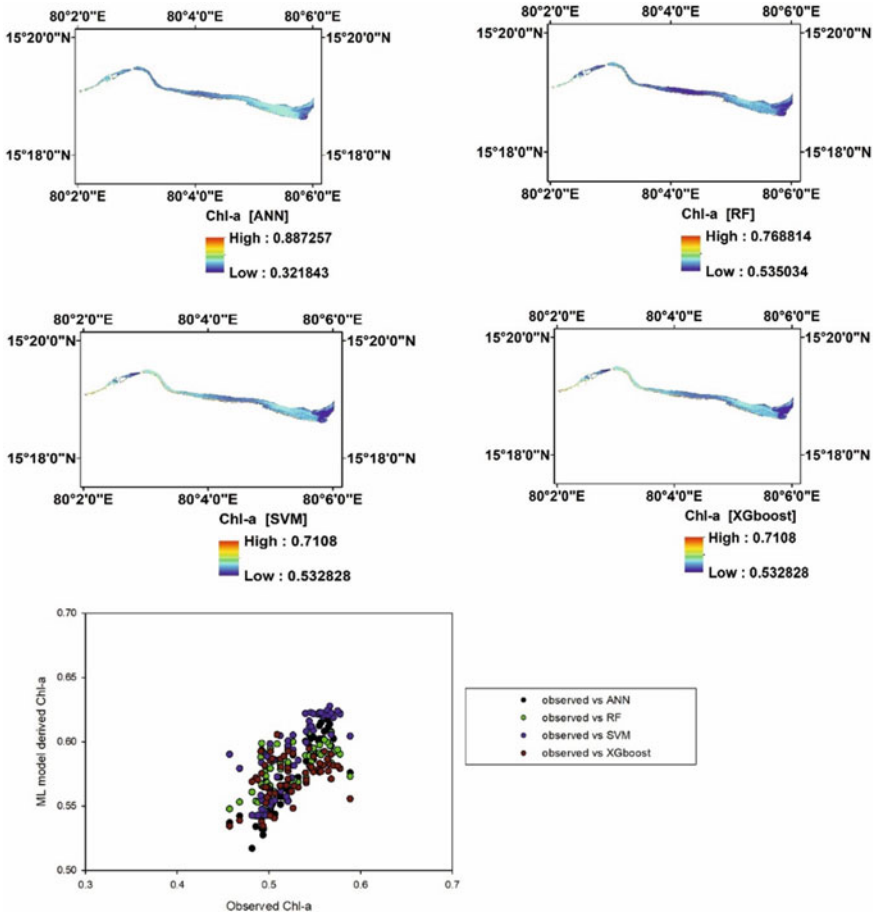 80°2'0"E 80°4'0"E 80°6'0"E
15°20'0"N 15°20'0"N
15°18'0"N 15°18'0"N
80°2'0"E 80°4'0"E 80°6'0"E
Chl-a [ANN]
High : 0.887257
Low : 0.321843
80°2'0"E 80°4'0"E 80°6'0"E
15°20'0"N 15°20'0"N
15°18'0"N 15°18'0"N
80°2'0"E 80°4'0"E 80°6'0"E
Chl-a [RF]
High : 0.768814
Low : 0.535034
80°2'0"E 80°4'0"E 80°6'0"E
15°20'0"N 15°20'0"N
15°18'0"N 15°18'0"N
80°2'0"E 80°4'0"E 80°6'0"E
Chl-a [SVM]
High : 0.7108
Low : 0.532828
80°2'0"E 80°4'0"E 80°6'0"E
15°20'0"N 15°20'0"N
15°18'0"N 15°18'0"N
80°2'0"E 80°4'0"E 80°6'0"E
Chl-a [XGboost]
High : 0.7108
Low : 0.532828
ML model derived Chl-a
0.70
0.65
0.60
0.55
0.50
0.3 0.4 0.5 0.6 0.7
Observed Chl-a
observed vs ANN
observed vs RF
observed vs SVM
observed vs XGboost